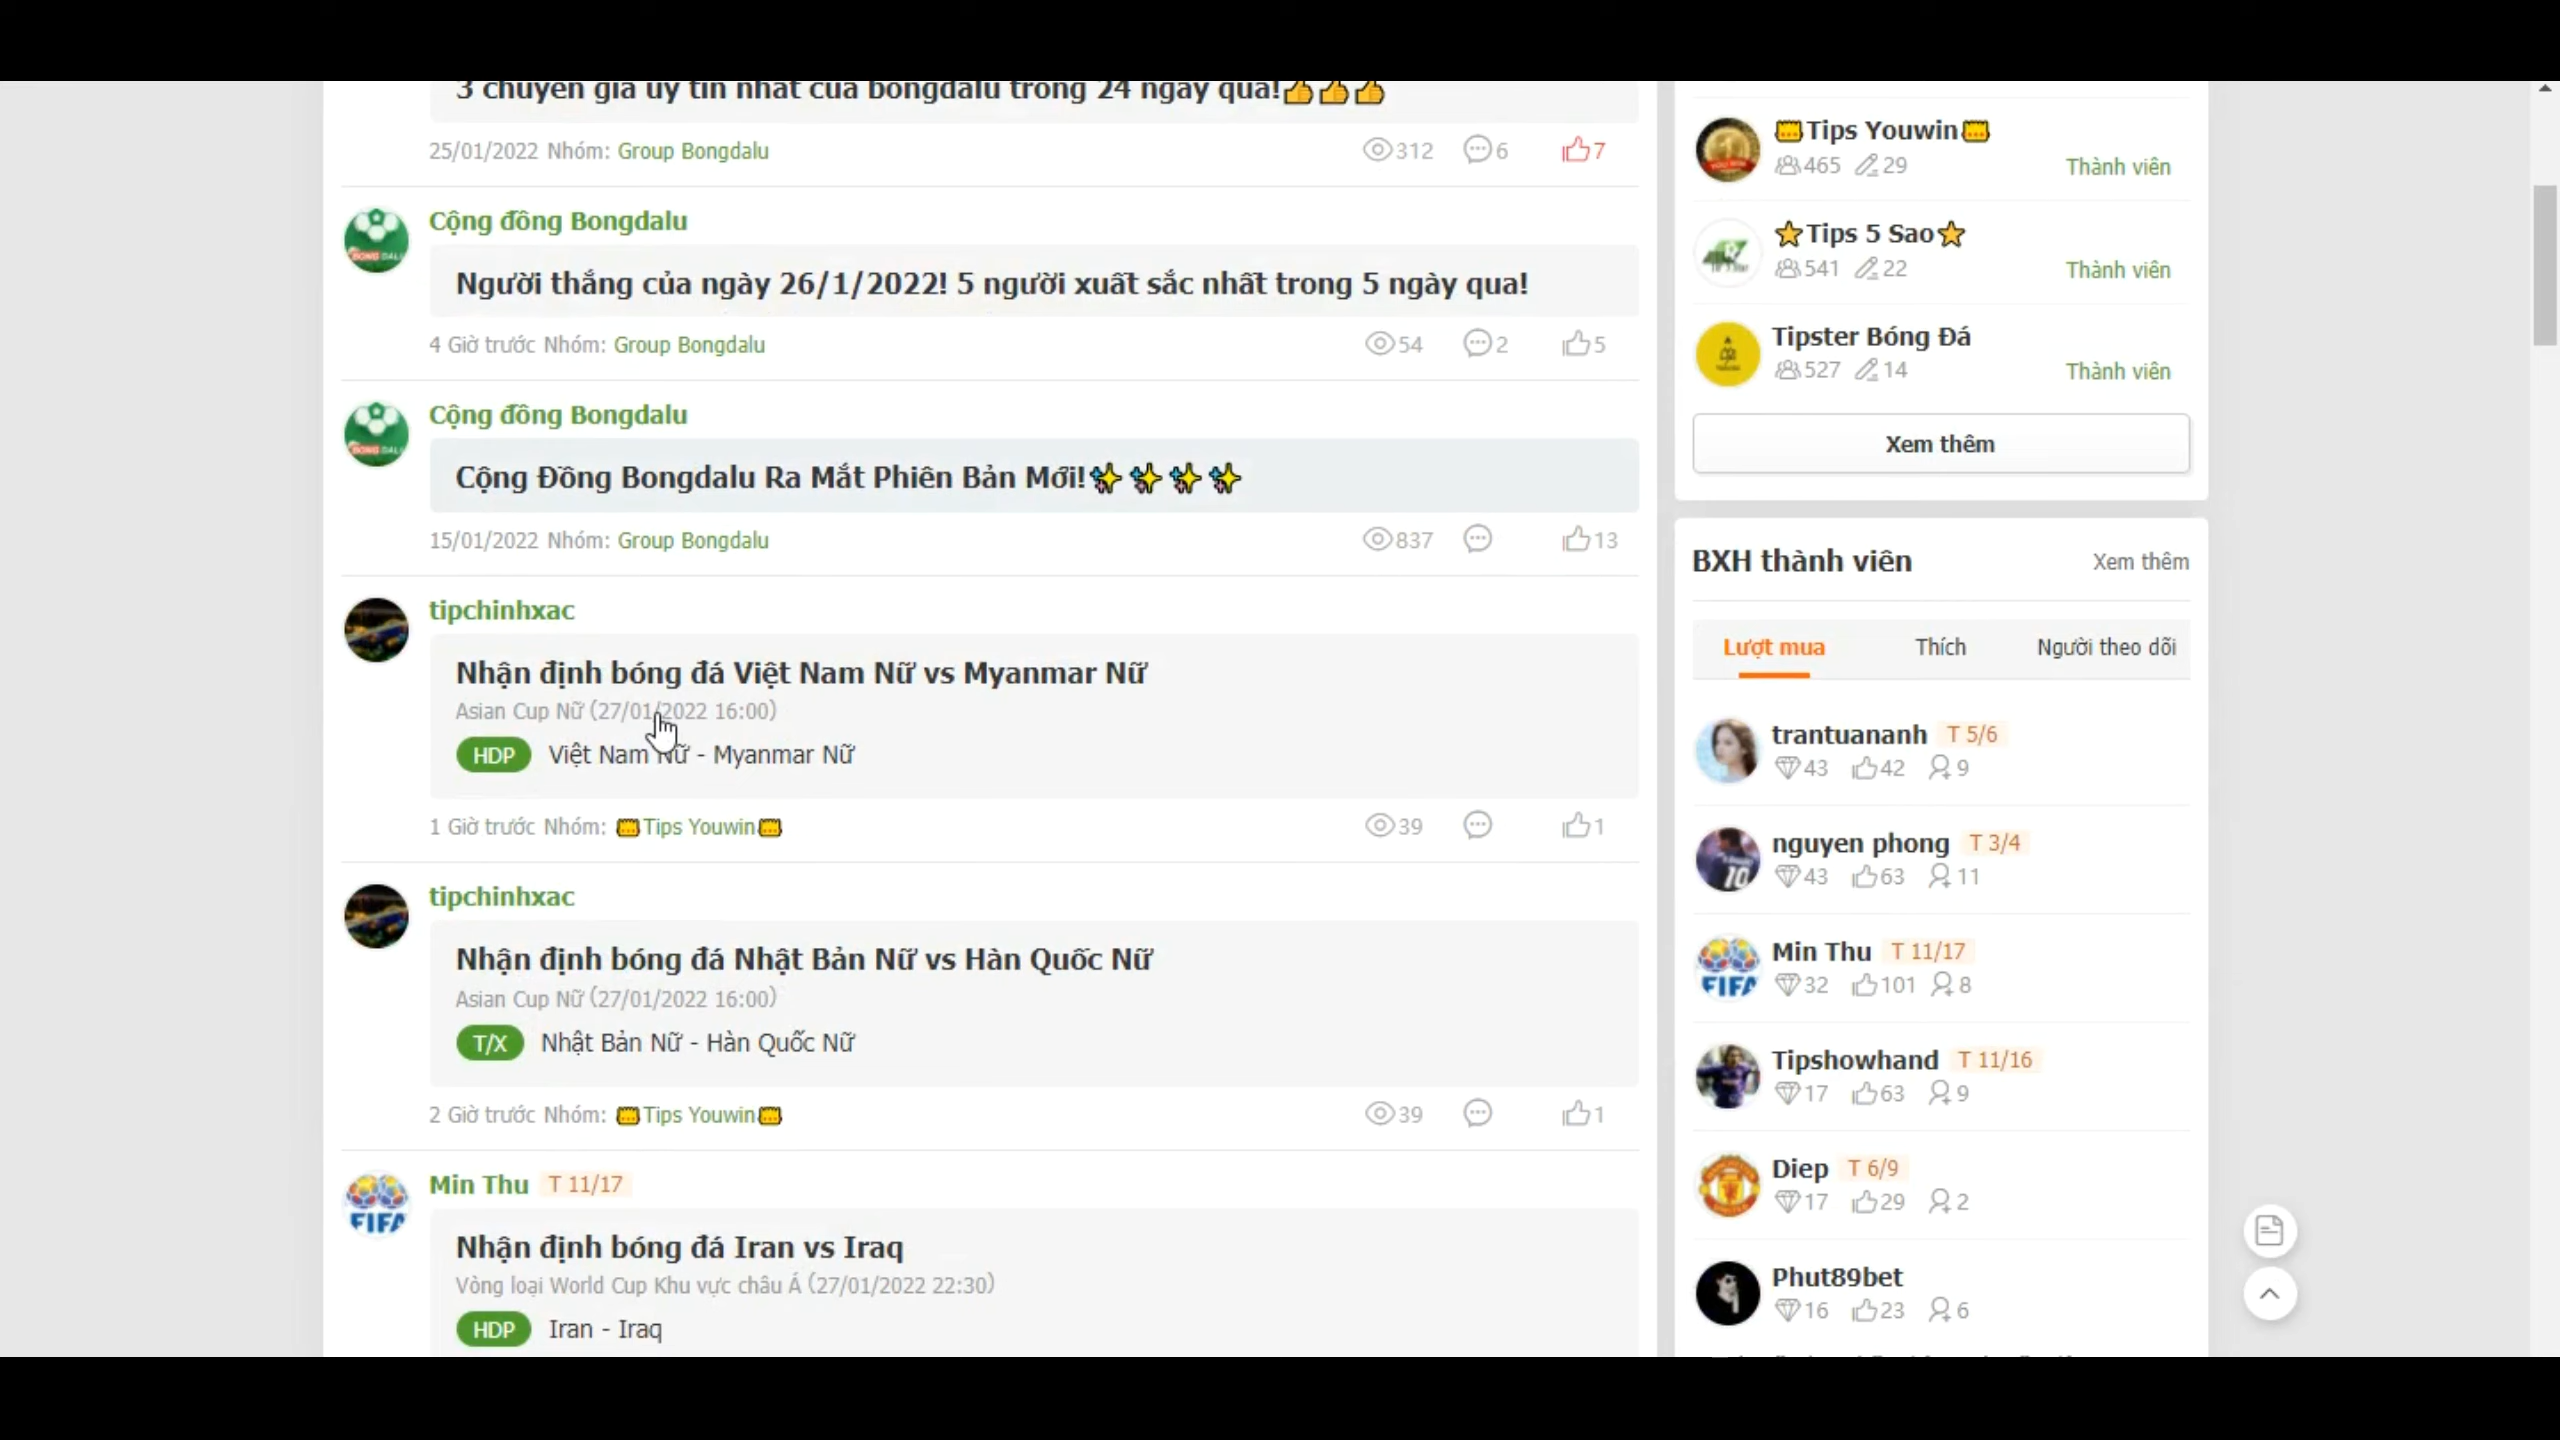 3 chuyên gia uy tín nhất của bongdalu trong 24 ngày qua!👍👍👍
25/01/2022 Nhóm: Group Bongdalu 312 6 7
Cộng đồng Bongdalu
Người thắng của ngày 26/1/2022! 5 người xuất sắc nhất trong 5 ngày qua!
4 Giờ trước Nhóm: Group Bongdalu 54 2 5
Cộng đồng Bongdalu
Cộng Đồng Bongdalu Ra Mắt Phiên Bản Mới!✨✨✨✨
15/01/2022 Nhóm: Group Bongdalu 837 13
tipchinhxac
Nhận định bóng đá Việt Nam Nữ vs Myanmar Nữ
Asian Cup Nữ (27/01/2022 16:00)
HDP Việt Nam Nữ - Myanmar Nữ
1 Giờ trước Nhóm: Tips Youwin 39 1
tipchinhxac
Nhận định bóng đá Nhật Bản Nữ vs Hàn Quốc Nữ
Asian Cup Nữ (27/01/2022 16:00)
T/X Nhật Bản Nữ - Hàn Quốc Nữ
2 Giờ trước Nhóm: Tips Youwin 39 1
Min Thu T 11/17
FIFA
Nhận định bóng đá Iran vs Iraq
Vòng loại World Cup Khu vực châu Á (27/01/2022 22:30)
HDP Iran - Iraq
Tips Youwin
465 29 Thành viên
⭐Tips 5 Sao⭐
541 22 Thành viên
Tipster Bóng Đá
527 14 Thành viên
Xem thêm
BXH thành viên Xem thêm
Lượt mua Thích Người theo dõi
trantuananh T 5/6
43 42 9
nguyen phong T 3/4
43 63 11
Min Thu T 11/17
FIFA 32 101 8
Tipshowhand T 11/16
17 63 9
Diep T 6/9
17 29 2
Phut89bet
16 23 6